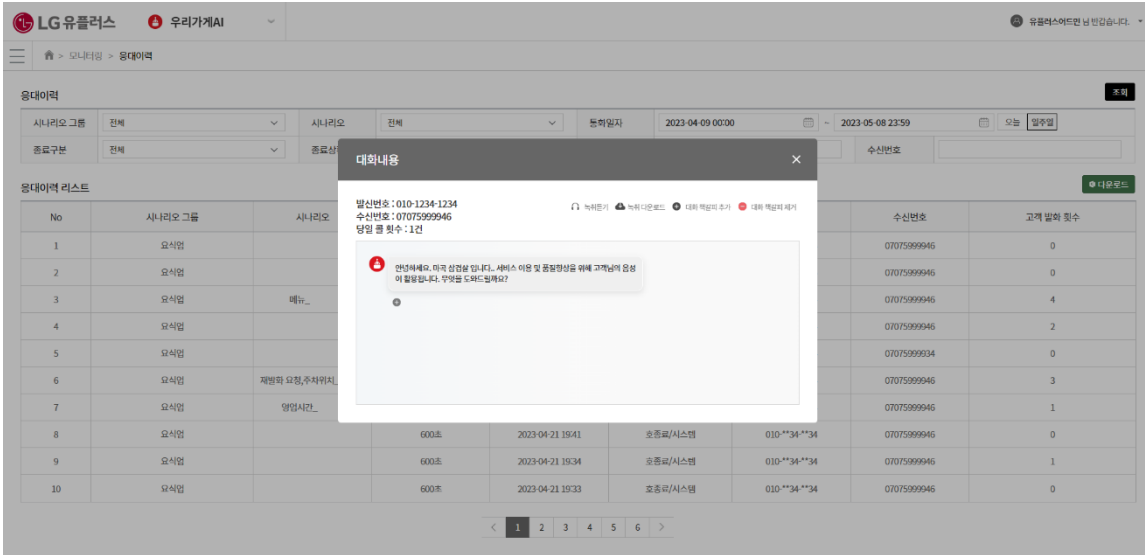 LG유플러스 우리가게AI 유플러스어드민 님 반갑습니다.
> 모니터링 > 응대이력
응대이력 조회
시나리오 그룹 전체 시나리오 전체 통화일자 2023-04-09 00:00 ~ 2023-05-08 23:59 오늘 일주일
종료구분 전체 수신번호
응대이력 리스트 다운로드
No 시나리오 그룹 시나리오 수신번호 고객 발화 횟수
1 요식업 07075999946 0
2 요식업 07075999946 0
3 요식업 메뉴_ 07075999946 4
4 요식업 07075999946 2
5 요식업 07075999934 0
6 요식업 재발화 요청,주차위치_ 07075999946 3
7 요식업 영업시간_ 07075999946 1
8 요식업 600초 2023-04-21 19:41 호종료/시스템 010-**34-**34 07075999946 0
9 요식업 600초 2023-04-21 19:34 호종료/시스템 010-**34-**34 07075999946 1
10 요식업 600초 2023-04-21 19:33 호종료/시스템 010-**34-**34 07075999946 0
< 1 2 3 4 5 6 >
대화내용 ×
발신번호 : 010-1234-1234
수신번호 : 07075999946
당일 콜 횟수 : 1건
녹취듣기 녹취 다운로드 대화 책갈피 추가 대화 책갈피 제거
안녕하세요. 마곡 삼겹살 입니다.. 서비스 이용 및 품질향상을 위해 고객님의 음성
이 활용됩니다. 무엇을 도와드릴까요?